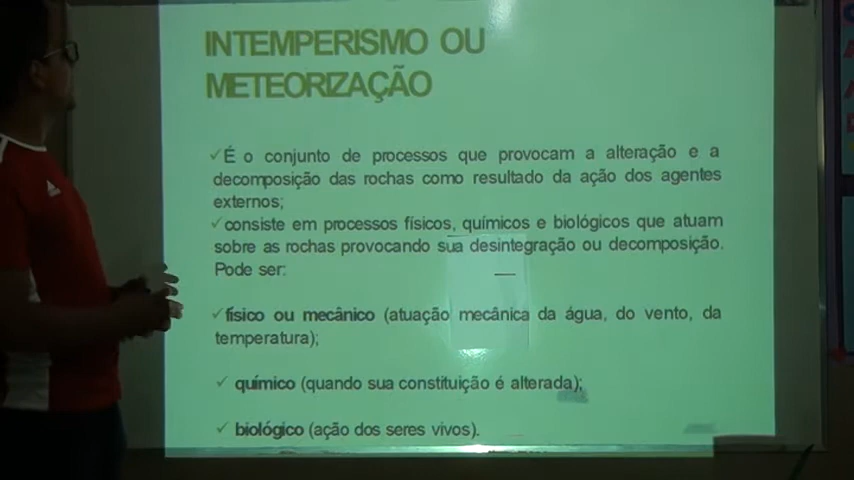 INTEMPERISMO OU
METEORIZAÇÃO
✓É o conjunto de processos que provocam a alteração e a
decomposição das rochas como resultado da ação dos agentes
externos;
✓consiste em processos físicos, químicos e biológicos que atuam
sobre as rochas provocando sua desintegração ou decomposição.
Pode ser:
✓físico ou mecânico (atuação mecânica da água, do vento, da
temperatura);
✓ químico (quando sua constituição é alterada);
✓ biológico (ação dos seres vivos).